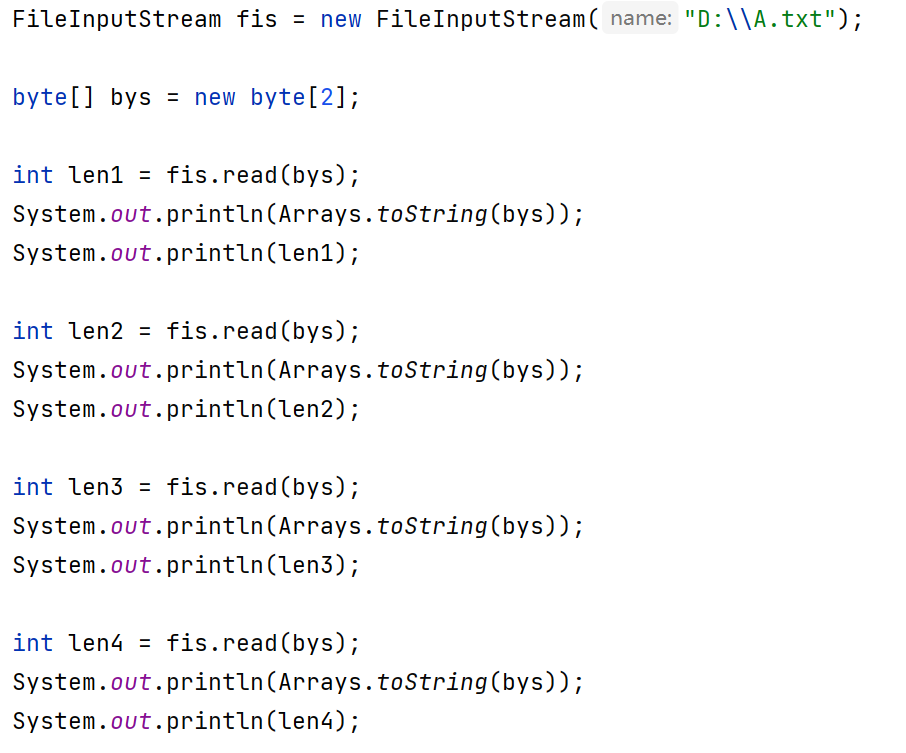 FileInputStream fis = new FileInputStream( name: "D:\\A.txt");
byte[] bys = new byte[2];
int len1 = fis.read(bys);
System.out.println(Arrays.toString(bys));
System.out.println(len1);
int len2 = fis.read(bys);
System.out.println(Arrays.toString(bys));
System.out.println(len2);
int len3 = fis.read(bys);
System.out.println(Arrays.toString(bys));
System.out.println(len3);
int len4 = fis.read(bys);
System.out.println(Arrays.toString(bys));
System.out.println(len4);